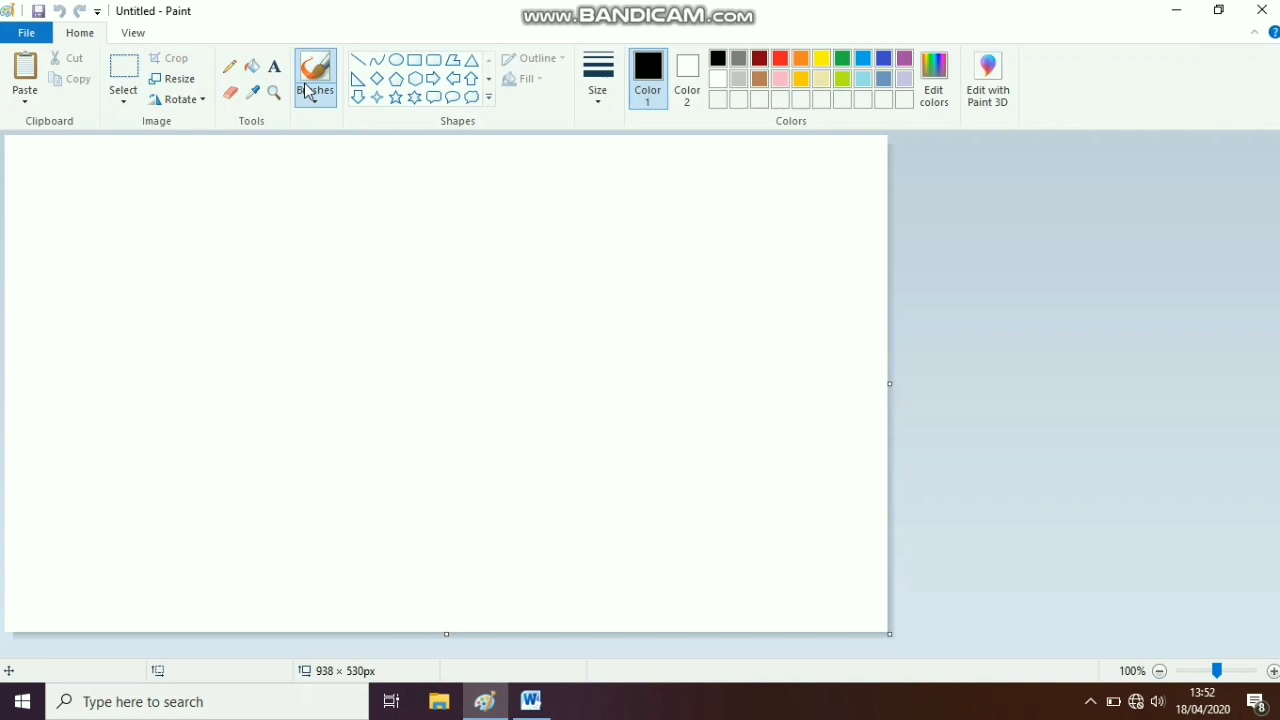 Untitled - Paint
www.BANDICAM.com
File
Home
View
Paste
Cut
Copy
Clipboard
Select
Crop
Resize
Rotate
Image
A
Tools
Brushes
Shapes
Outline
Fill
Size
Color 1
Color 2
Edit colors
Colors
Edit with Paint 3D
938 × 530px
100%
Type here to search
W
13:52
18/04/2020
8